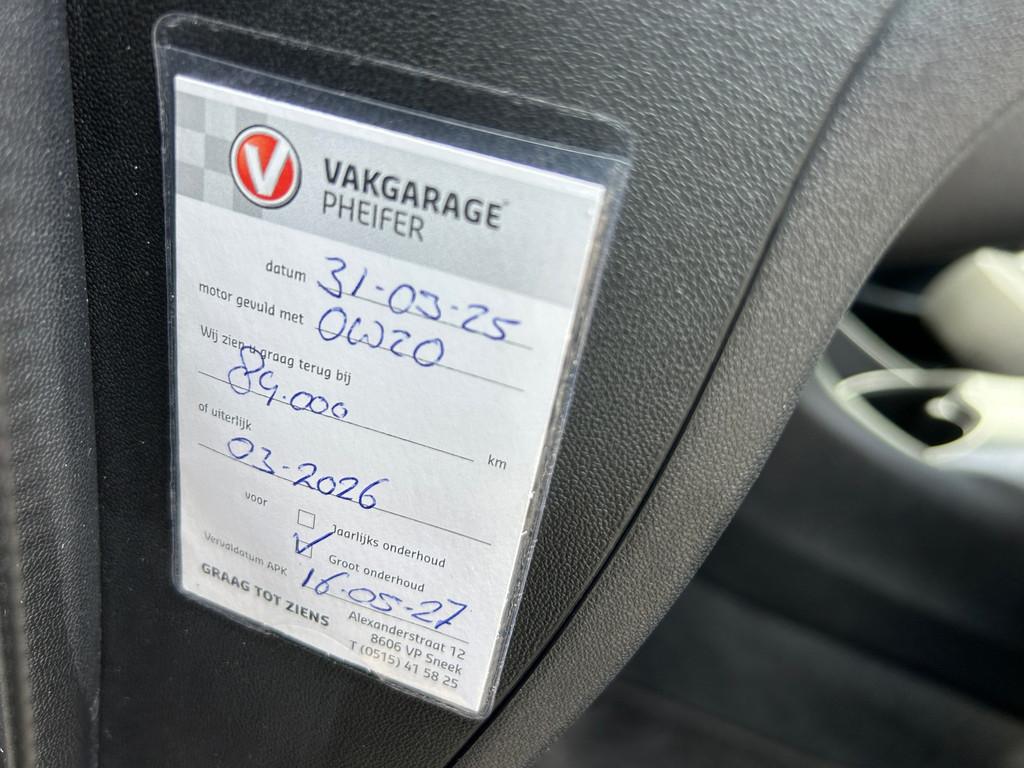 V VAKGARAGE
PHEIFER
datum 31-03-25
motor gevuld met 0W20
Wij zien u graag terug bij
89.000 km
of uiterlijk
03-2026
voor
Jaarlijks onderhoud
Groot onderhoud
Vervaldatum APK 16-05-27
GRAAG TOT ZIENS
Alexanderstraat 12
8606 VP Sneek
T (0515) 41 58 25